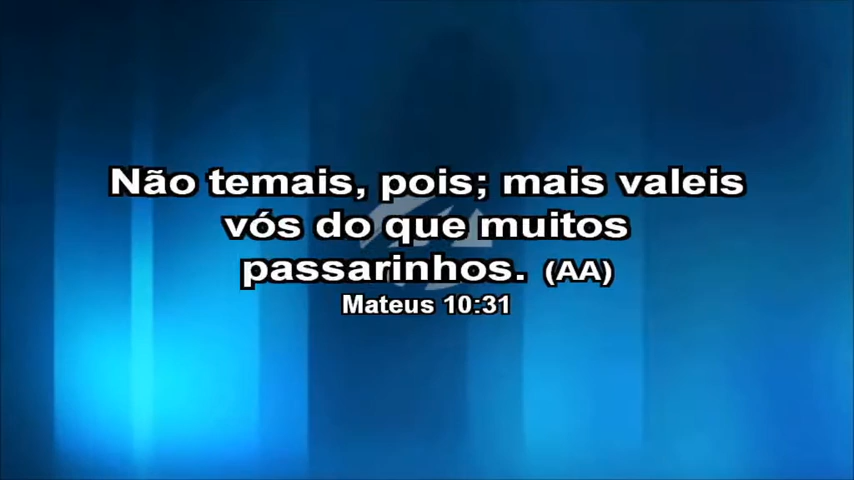 Não temais, pois; mais valeis
vós do que muitos
passarinhos. (AA)
Mateus 10:31